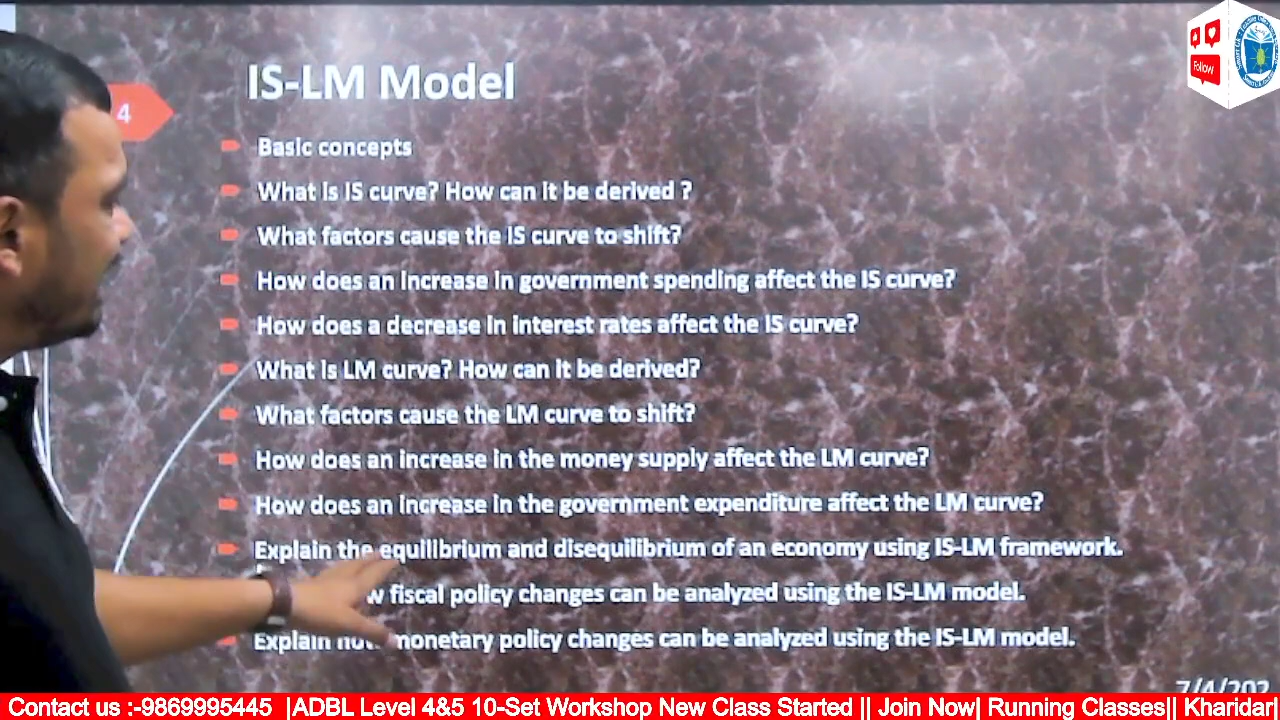 IS-LM Model
4
Basic concepts
What is IS curve? How can it be derived ?
What factors cause the IS curve to shift?
How does an increase in government spending affect the IS curve?
How does a decrease in interest rates affect the IS curve?
What is LM curve? How can it be derived?
What factors cause the LM curve to shift?
How does an increase in the money supply affect the LM curve?
How does an increase in the government expenditure affect the LM curve?
Explain the equilibrium and disequilibrium of an economy using IS-LM framework.
fiscal policy changes can be analyzed using the IS-LM model.
Explain monetary policy changes can be analyzed using the IS-LM model.
7/4/202
Follow
Contact us :-9869995445 |ADBL Level 4&5 10-Set Workshop New Class Started || Join Now| Running Classes|| Kharidar|